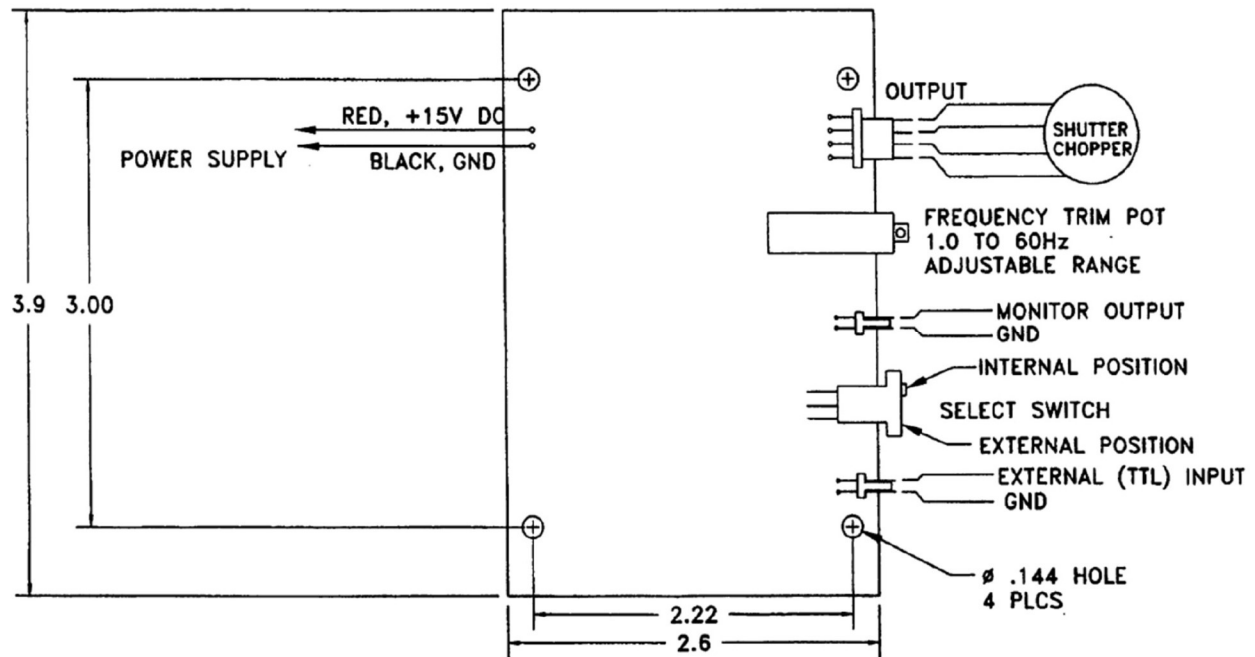 OUTPUT
RED, +15V DC
POWER SUPPLY
BLACK, GND
SHUTTER
CHOPPER
FREQUENCY TRIM POT
1.0 TO 60Hz
ADJUSTABLE RANGE
3.9
3.00
MONITOR OUTPUT
GND
INTERNAL POSITION
SELECT SWITCH
EXTERNAL POSITION
EXTERNAL (TTL) INPUT
GND
ø .144 HOLE
4 PLCS
2.22
2.6